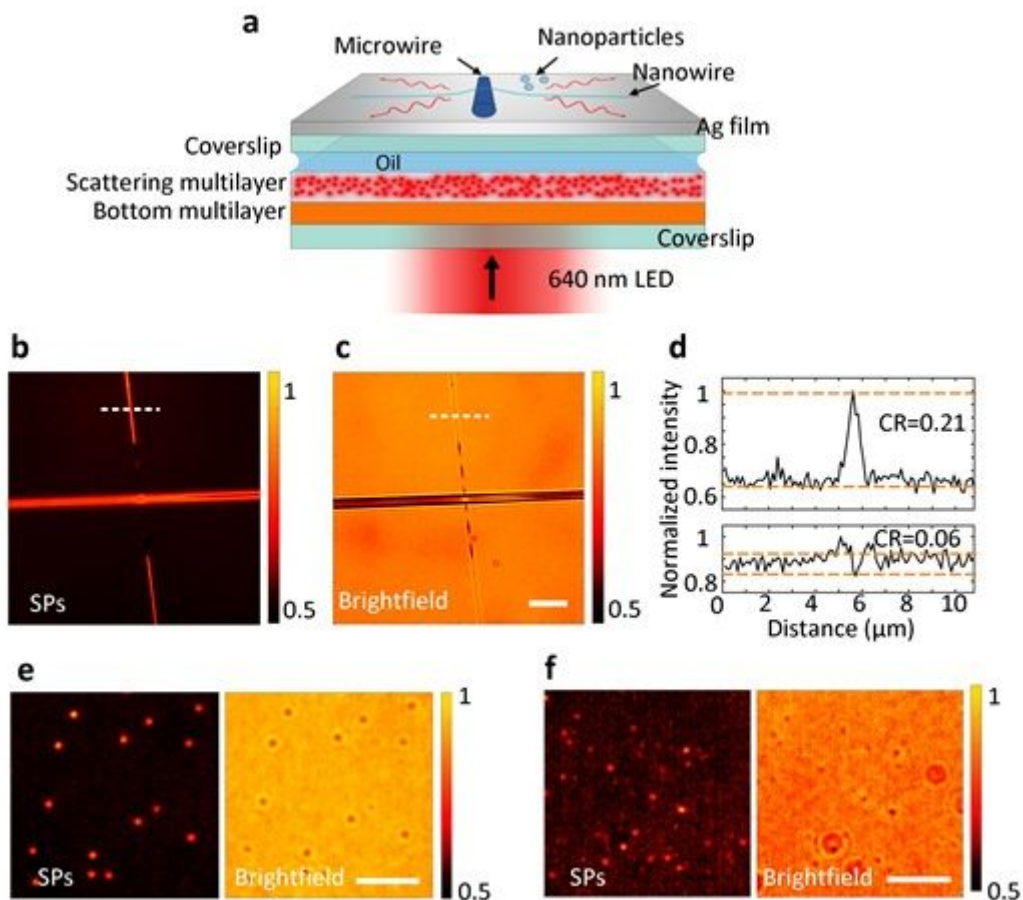 a
Microwire
Nanoparticles
Nanowire
Ag film
Coverslip
Oil
Scattering multilayer
Bottom multilayer
Coverslip
640 nm LED
b
c
d
SPs
1
0.5
Brightfield
1
0.5
Normalized intensity
1
0.8
0.6
CR=0.21
1
0.8
CR=0.06
0 2 4 6 8 10
Distance (μm)
e
f
SPs
Brightfield
1
0.5
SPs
Brightfield
1
0.5